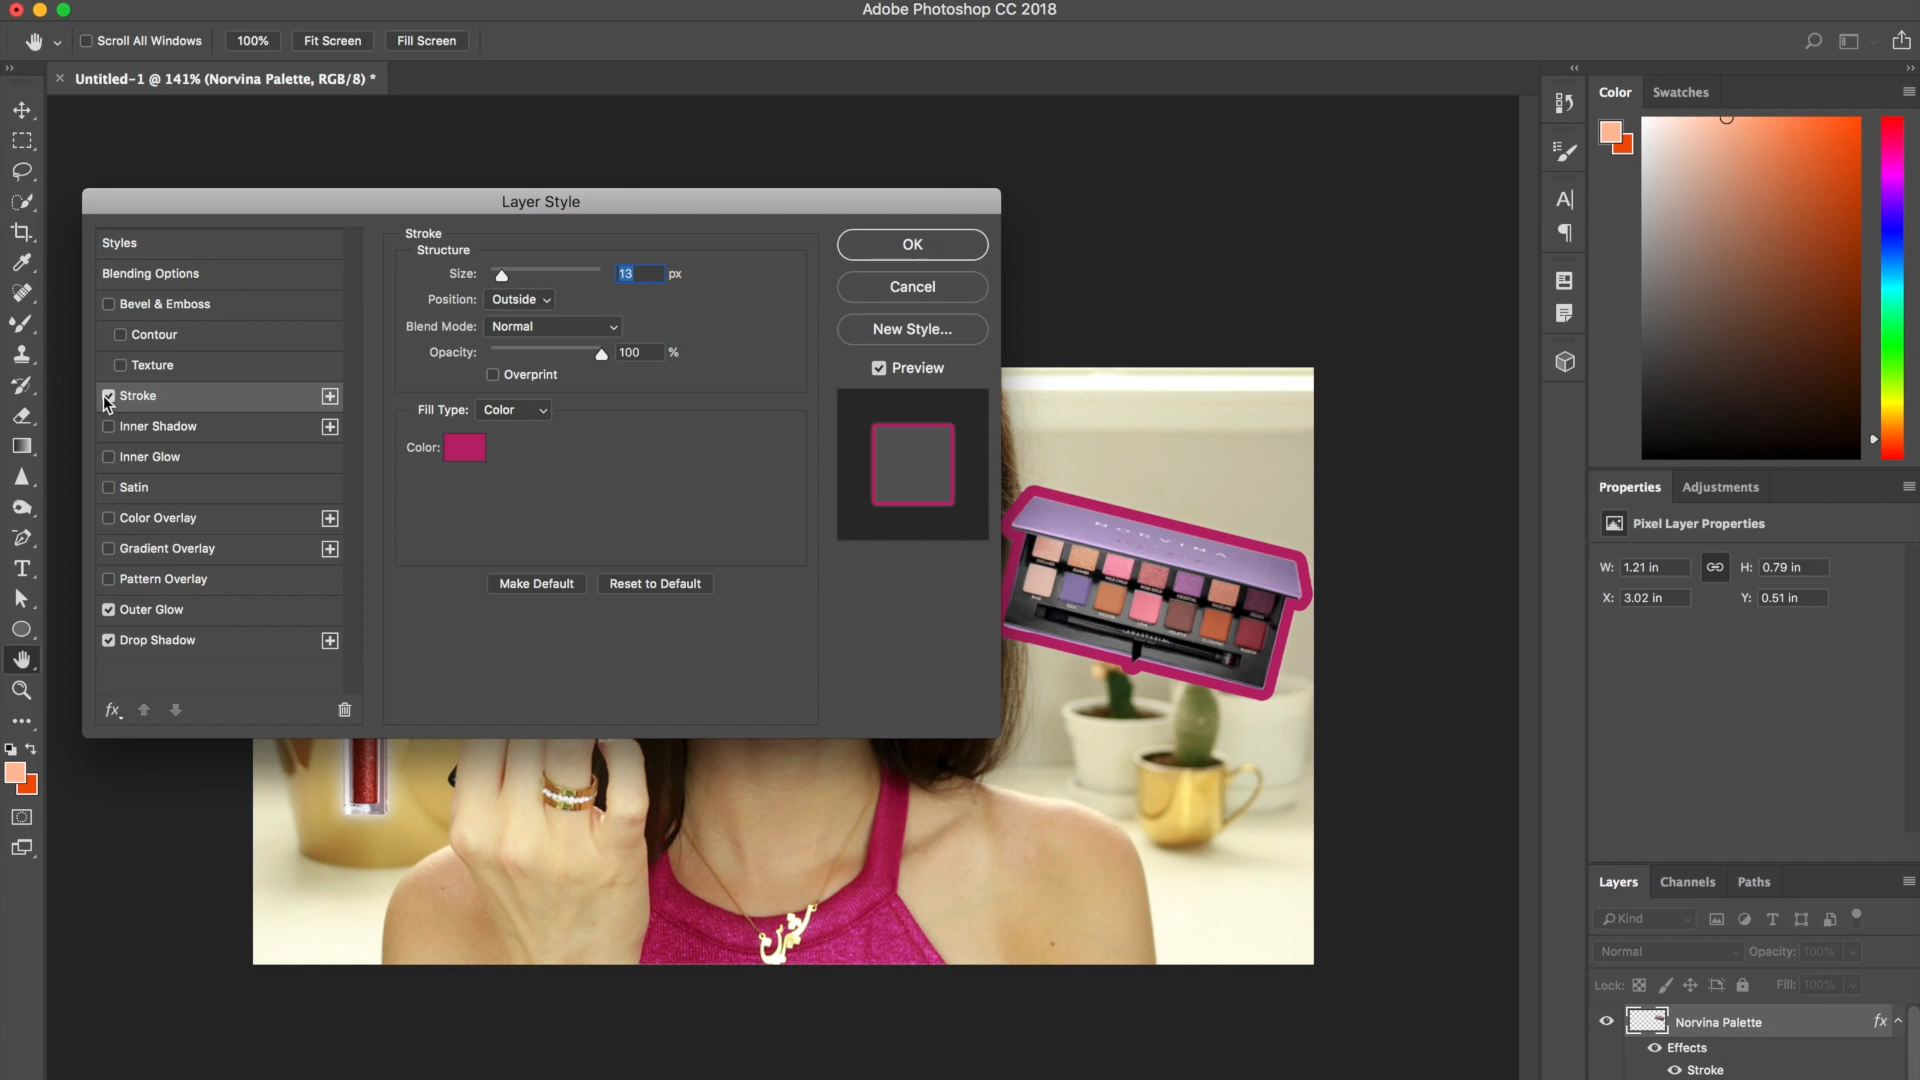 Adobe Photoshop CC 2018
Scroll All Windows
100%
Fit Screen
Fill Screen
Untitled-1 @ 141% (Norvina Palette, RGB/8) *
Layer Style
Styles
Blending Options
Bevel & Emboss
Contour
Texture
Stroke
Inner Shadow
Inner Glow
Satin
Color Overlay
Gradient Overlay
Pattern Overlay
Outer Glow
Drop Shadow
fx
Stroke
Structure
Size: 13 px
Position: Outside
Blend Mode: Normal
Opacity: 100 %
Overprint
Fill Type: Color
Color:
Make Default
Reset to Default
OK
Cancel
New Style...
Preview
NORVINA
Color
Swatches
Properties
Adjustments
Pixel Layer Properties
W: 1.21 in
H: 0.79 in
X: 3.02 in
Y: 0.51 in
Layers
Channels
Paths
Kind
Normal
Opacity: 100%
Lock:
Fill: 100%
Norvina Palette
fx
Effects
Stroke